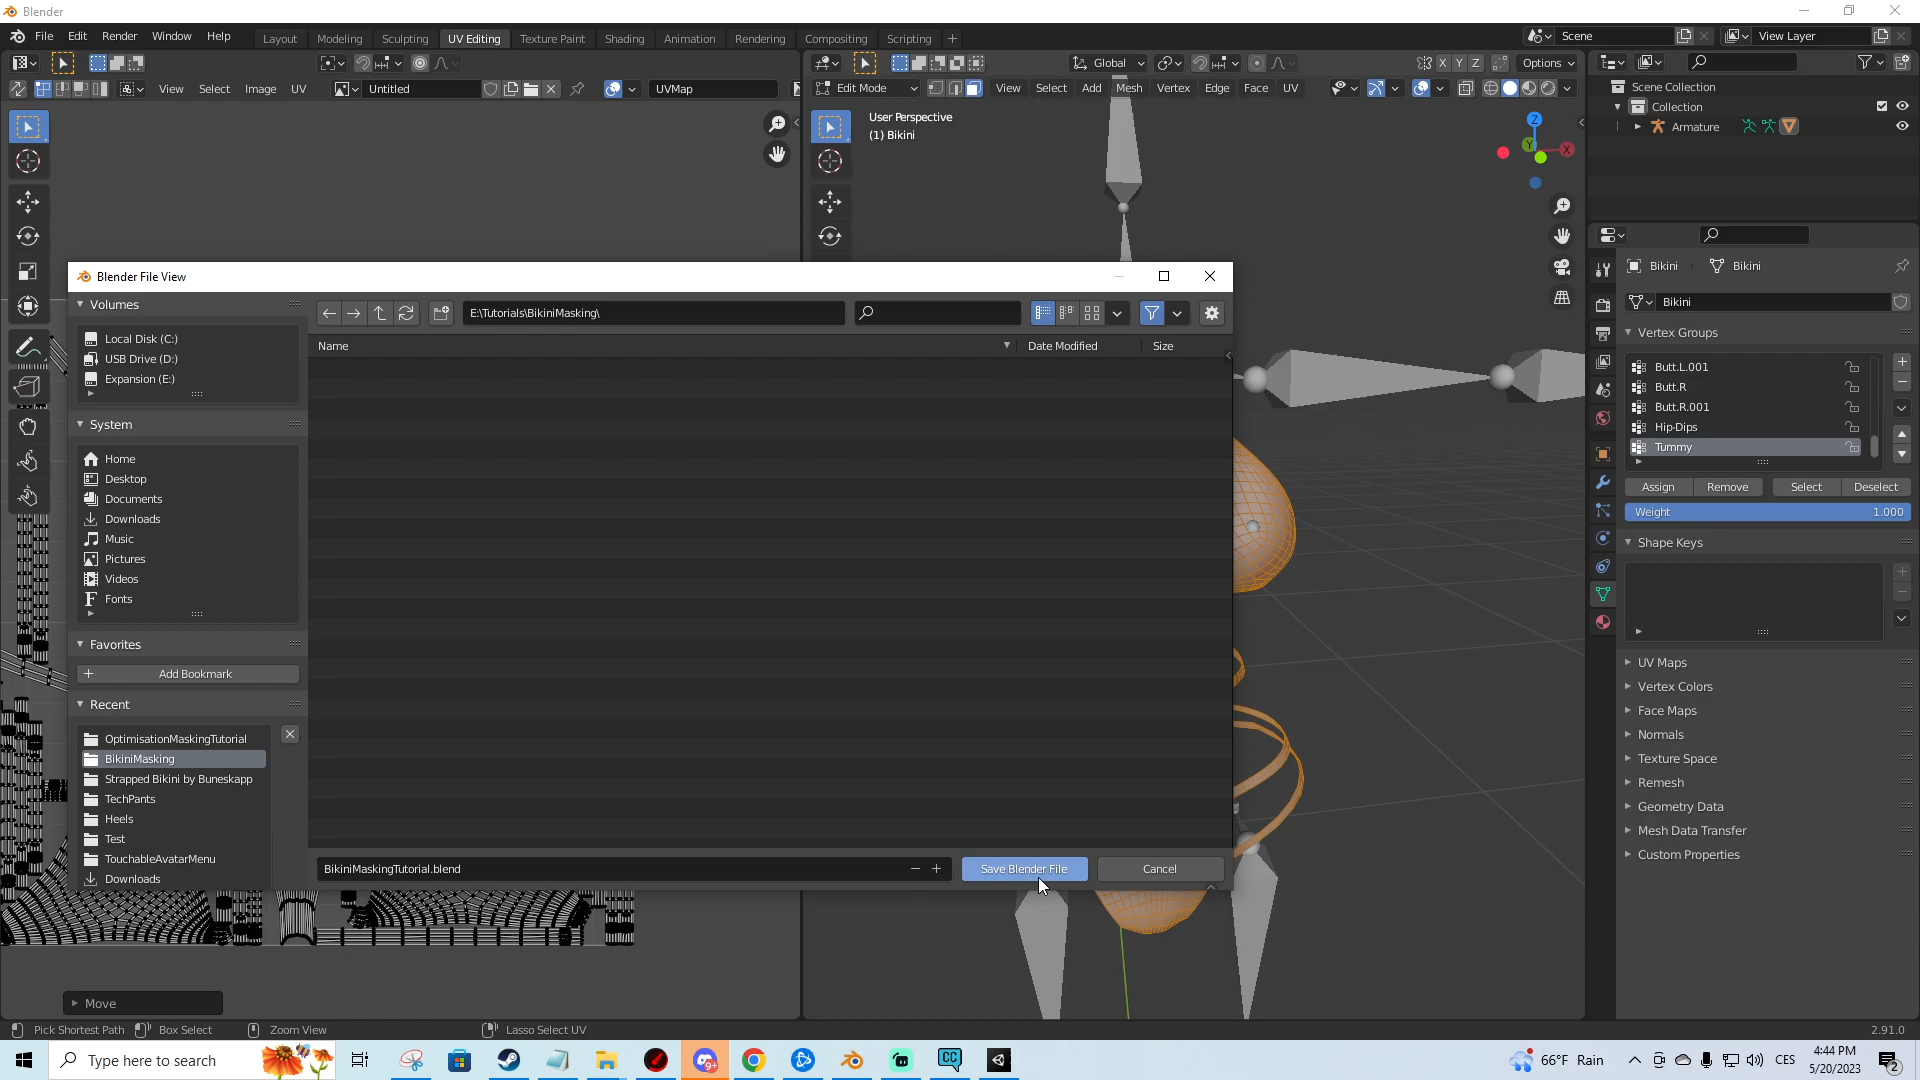 Blender
File Edit Render Window Help
Layout Modeling Sculpting UV Editing Texture Paint Shading Animation Rendering Compositing Scripting +
Scene
View Layer
View Select Image UV
Untitled
UVMap
Global
X Y Z
Options
Edit Mode
View Select Add Mesh Vertex Edge Face UV
User Perspective
(1) Bikini
Z
Y
X
Scene Collection
Collection
Armature
Blender File View
Volumes
Local Disk (C:)
USB Drive (D:)
Expansion (E:)
System
Home
Desktop
Documents
Downloads
Music
Pictures
Videos
Fonts
Favorites
Add Bookmark
Recent
OptimisationMaskingTutorial
BikiniMasking
Strapped Bikini by Buneskapp
TechPants
Heels
Test
TouchableAvatarMenu
Downloads
E:\Tutorials\BikiniMasking\
Name
Date Modified
Size
BikiniMaskingTutorial.blend
Save Blender File
Cancel
Bikini
Bikini
Bikini
Vertex Groups
Butt.L.001
Butt.R
Butt.R.001
Hip-Dips
Tummy
Assign Remove Select Deselect
Weight 1.000
Shape Keys
UV Maps
Vertex Colors
Face Maps
Normals
Texture Space
Remesh
Geometry Data
Mesh Data Transfer
Custom Properties
Move
Pick Shortest Path
Box Select
Zoom View
Lasso Select UV
2.91.0
Type here to search
9+
CC
66°F Rain
CES
4:44 PM
5/20/2023
2